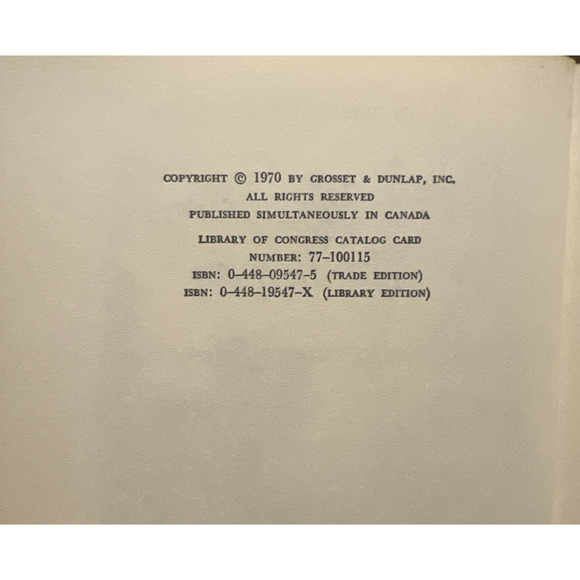 COPYRIGHT © 1970 BY GROSSET & DUNLAP, INC.
ALL RIGHTS RESERVED
PUBLISHED SIMULTANEOUSLY IN CANADA
LIBRARY OF CONGRESS CATALOG CARD
NUMBER: 77-100115
ISBN: 0-448-09547-5 (TRADE EDITION)
ISBN: 0-448-19547-X (LIBRARY EDITION)